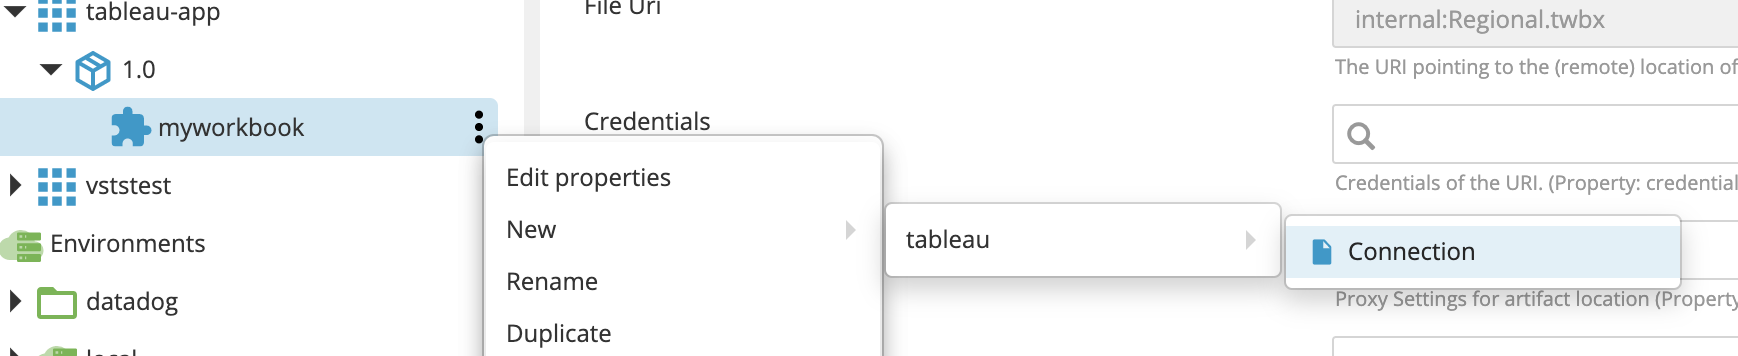 tableau-app
1.0
myworkbook
vststest
Environments
datadog
local
File Uri
internal:Regional.twbx
The URI pointing to the (remote) location of
Credentials
Credentials of the URI. (Property: credential
Proxy Settings for artifact location (Property
Edit properties
New
Rename
Duplicate
tableau
Connection